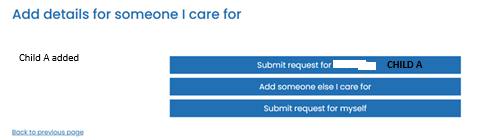 Add details for someone I care for
Child A added
Submit request for CHILD A
Add someone else I care for
Submit request for myself
Back to previous page